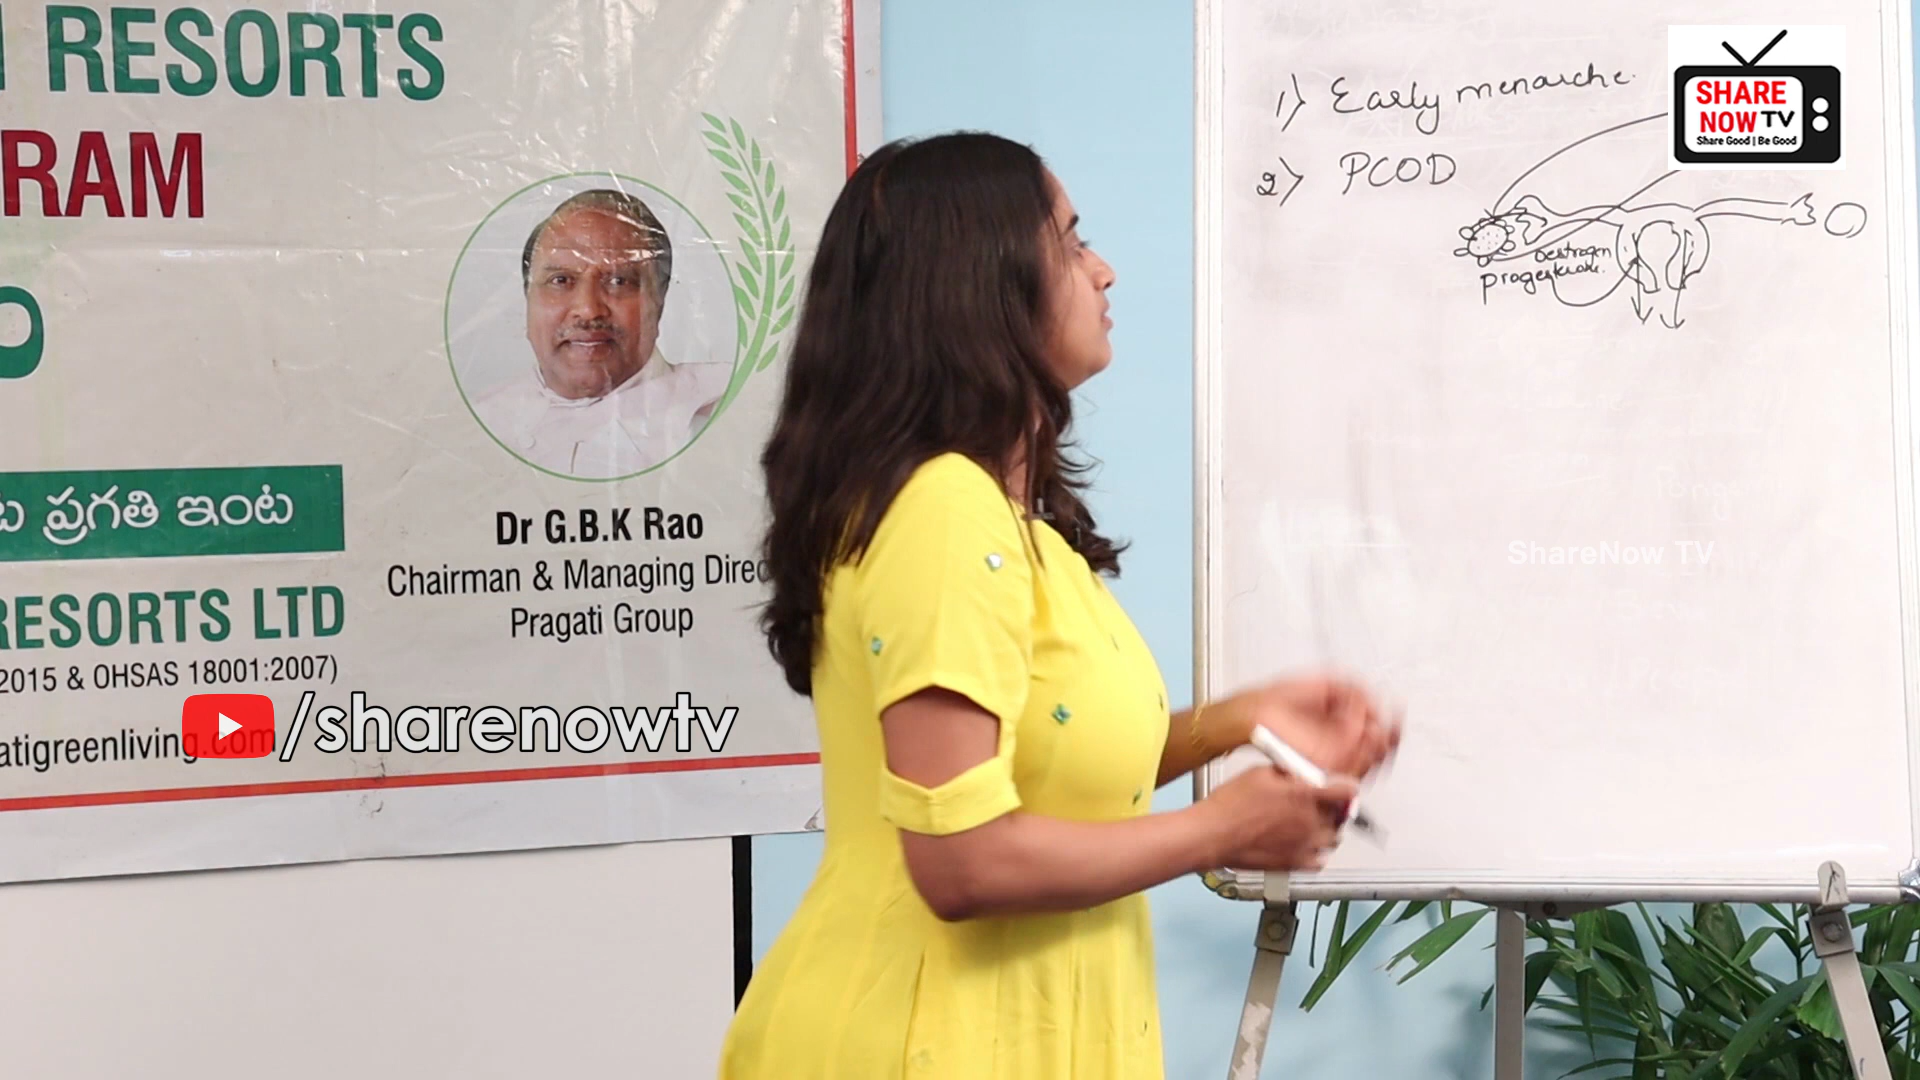 RESORTS
RAM
ప్రగతి ఇంట
RESORTS LTD
2015 & OHSAS 18001:2007)
atigreenliving.com
Dr G.B.K Rao
Chairman & Managing Direc
Pragati Group
/sharenowtv
1) Early menarche.
2) PCOD
oestrogen
progesterone.
SHARE
NOW TV
Share Good | Be Good
ShareNow TV